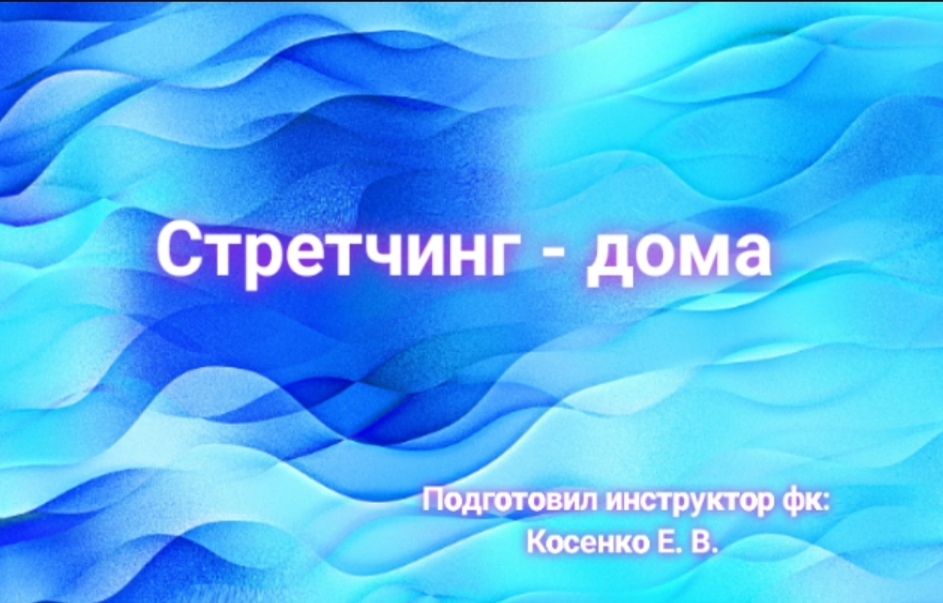 Стретчинг - дома
Подготовил инструктор фк:
Косенко Е. В.